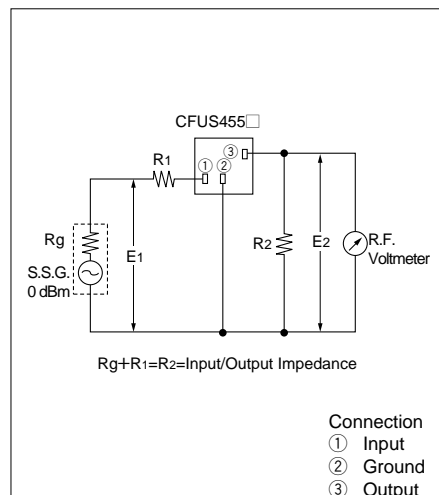 CFUS455□
③
① ②
R1
Rg
S.S.G.
0 dBm
E1
R2
E2
R.F.
Voltmeter
Rg+R1=R2=Input/Output Impedance
Connection
① Input
② Ground
③ Output